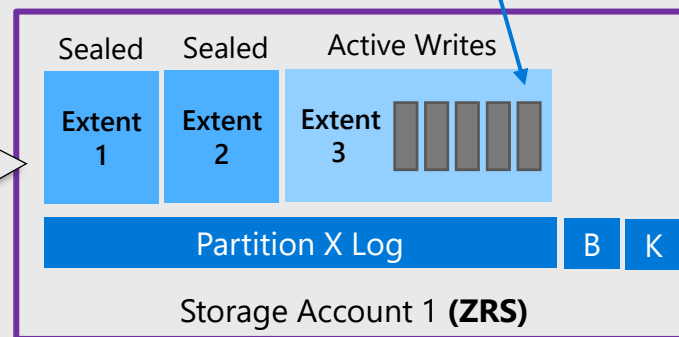 Sealed Sealed Active Writes
Extent 1
Extent 2
Extent 3
Partition X Log B K
Storage Account 1 (ZRS)